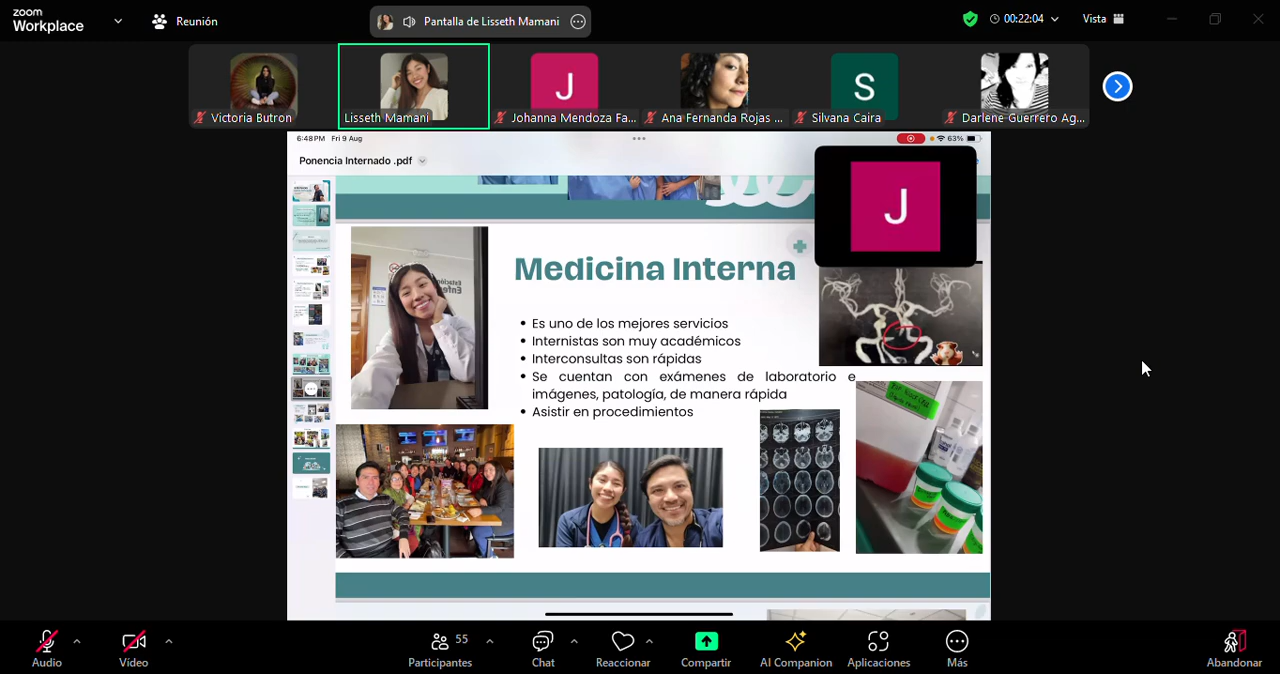 zoom
Workplace
Reunión
Pantalla de Lisseth Mamani
00:22:04
Vista
J
S
Victoria Butron
Lisseth Mamani
Johanna Mendoza Fa...
Ana Fernanda Rojas ...
Silvana Caira
Darlene Guerrero Ag...
6:48 PM Fri 9 Aug
63%
Ponencia Internado .pdf
J
Medicina Interna
• Es uno de los mejores servicios
• Internistas son muy académicos
• Interconsultas son rápidas
• Se cuentan con exámenes de laboratorio e
imágenes, patología, de manera rápida
• Asistir en procedimientos
Audio
Vídeo
55
Participantes
Chat
Reaccionar
Compartir
AI Companion
Aplicaciones
Más
Abandonar